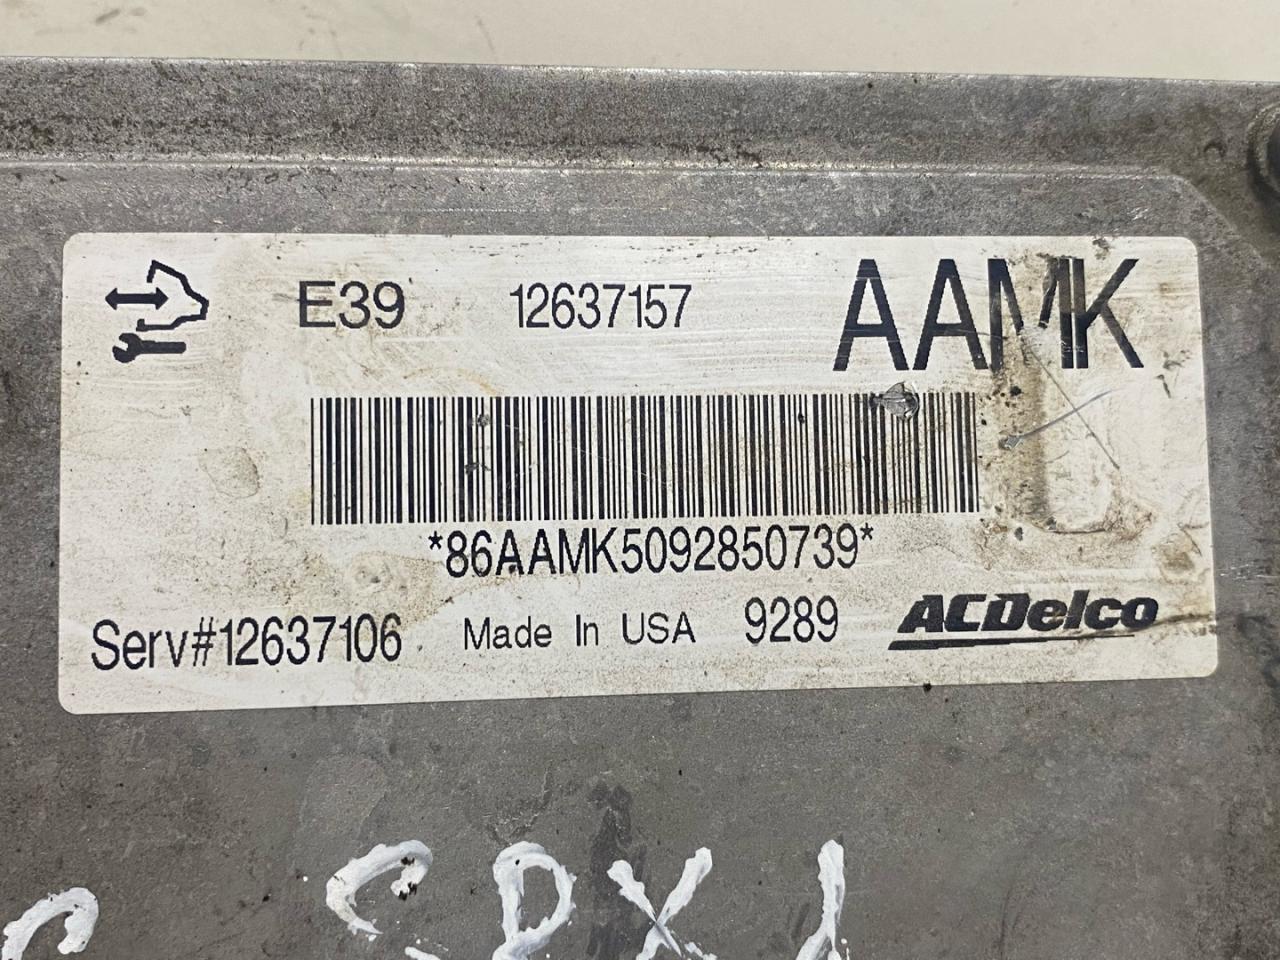 E39 12637157 AAMK
*86AAMK5092850739*
Serv#12637106 Made In USA 9289 ACDelco